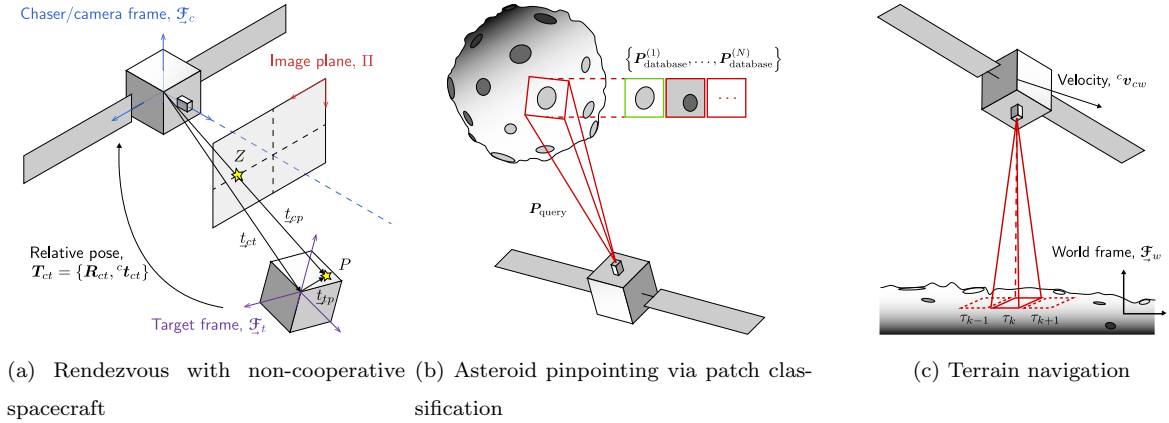 Chaser/camera frame, ℱ_c
Image plane, Π
Z
t_cp
t_ct
Relative pose,
T_ct = {R_ct, ᶜt_ct}
P
t_tp
Target frame, ℱ_t
(a) Rendezvous with non-cooperative
spacecraft
{P^(1)_database, . . . , P^(N)_database}
. . .
P_query
(b) Asteroid pinpointing via patch clas-
sification
Velocity, ᶜv_cw
World frame, ℱ_w
τ_k−1 τ_k τ_k+1
(c) Terrain navigation